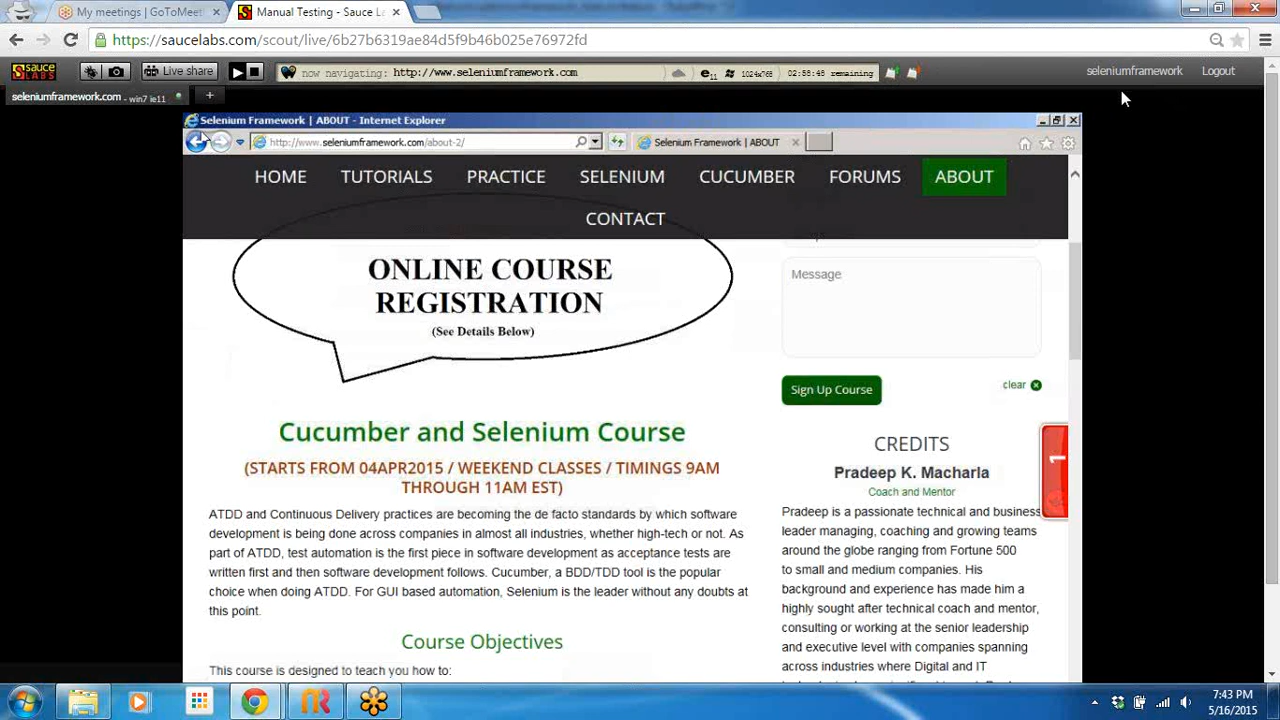 My meetings | GoToMeeti
Manual Testing - Sauce La
https://saucelabs.com/scout/live/6b27b6319ae84d5f9b46b025e76972fd
SAUCE LABS
Live share
now navigating: http://www.seleniumframework.com
11
1024x768
02:58:48 remaining
seleniumframework.com
Logout
seleniumframework.com - win7 ie11
+
Selenium Framework | ABOUT - Internet Explorer
http://www.seleniumframework.com/about-2/
Selenium Framework | ABOUT
HOME
TUTORIALS
PRACTICE
SELENIUM
CUCUMBER
FORUMS
ABOUT
CONTACT
ONLINE COURSE
REGISTRATION
(See Details Below)
Message
Sign Up Course
clear
Cucumber and Selenium Course
(STARTS FROM 04APR2015 / WEEKEND CLASSES / TIMINGS 9AM
THROUGH 11AM EST)
ATDD and Continuous Delivery practices are becoming the de facto standards by which software
development is being done across companies in almost all industries, whether high-tech or not. As
part of ATDD, test automation is the first piece in software development as acceptance tests are
written first and then software development follows. Cucumber, a BDD/TDD tool is the popular
choice when doing ATDD. For GUI based automation, Selenium is the leader without any doubts at
this point.
Course Objectives
This course is designed to teach you how to:
CREDITS
Pradeep K. Macharla
Coach and Mentor
Pradeep is a passionate technical and business
leader managing, coaching and growing teams
around the globe ranging from Fortune 500
to small and medium companies. His
background and experience has made him a
highly sought after technical coach and mentor,
consulting or working at the senior leadership
and executive level with companies spanning
across industries where Digital and IT
1
7:43 PM
5/16/2015